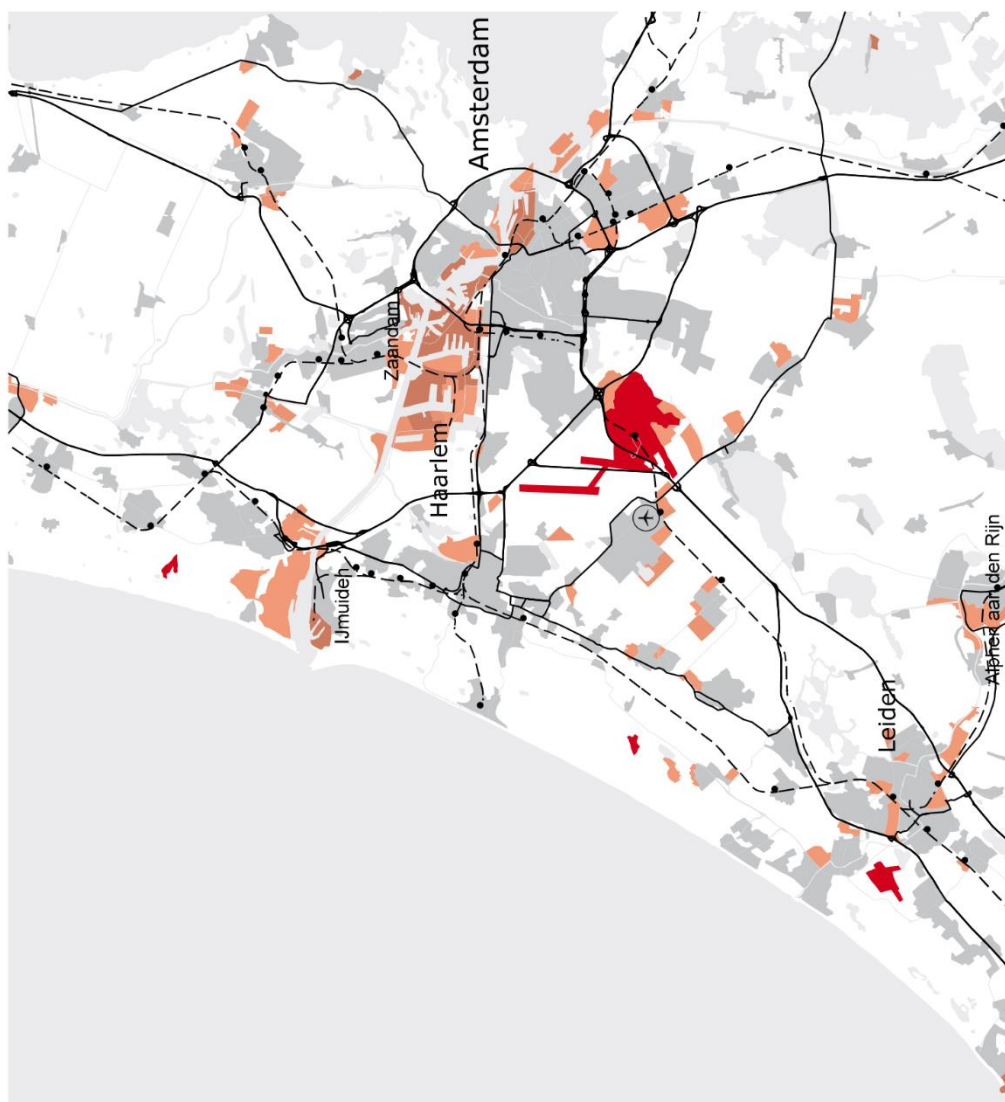 Amsterdam
Zaandam
Haarlem
IJmuiden
Leiden
Alphen aan den Rijn